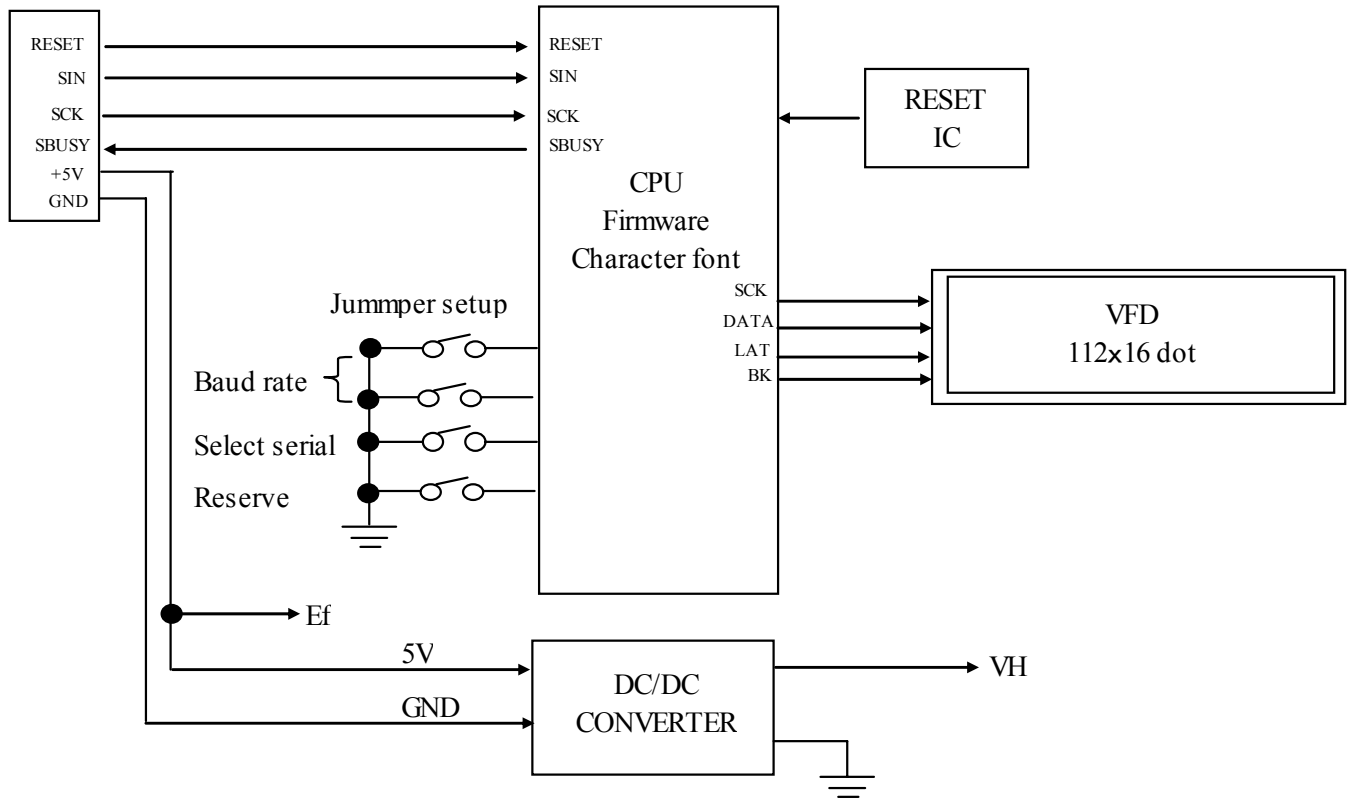 RESET
SIN
SCK
SBUSY
+5V
GND
RESET
SIN
SCK
SBUSY
CPU
Firmware
Character font
SCK
DATA
LAT
BK
RESET
IC
VFD
112x16 dot
Jummper setup
Baud rate
Select serial
Reserve
Ef
5V
GND
DC/DC
CONVERTER
VH